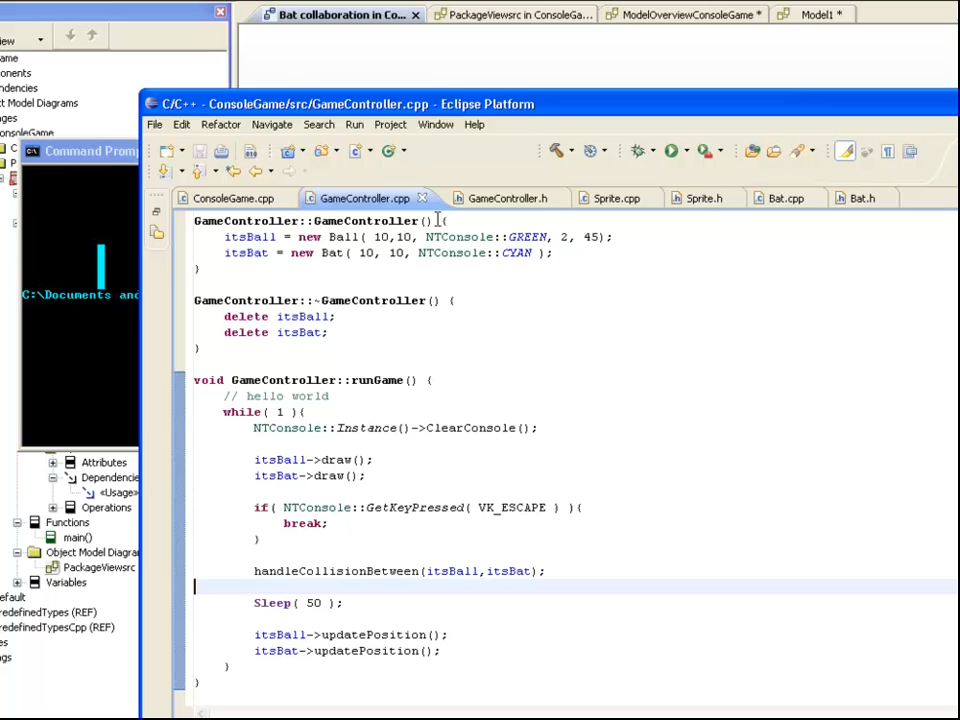 Bat collaboration in Co...
PackageViewsrc in ConsoleGa...
ModelOverviewConsoleGame *
Model1 *
ame
onents
ndencies
ct Model Diagrams
ges
onsoleGame
C
P
Command Promp
C:\Documents and
Attributes
Dependencie
«Usage»
Operations
Functions
main()
Object Model Diagra
PackageViewsrc
Variables
efault
redefinedTypes (REF)
redefinedTypesCpp (REF)
es
ngs
C/C++ - ConsoleGame/src/GameController.cpp - Eclipse Platform
File Edit Refactor Navigate Search Run Project Window Help
ConsoleGame.cpp GameController.cpp GameController.h Sprite.cpp Sprite.h Bat.cpp Bat.h
GameController::GameController() {
itsBall = new Ball( 10,10, NTConsole::GREEN, 2, 45);
itsBat = new Bat( 10, 10, NTConsole::CYAN );
}
GameController::~GameController() {
delete itsBall;
delete itsBat;
}
void GameController::runGame() {
// hello world
while( 1 ){
NTConsole::Instance()->ClearConsole();
itsBall->draw();
itsBat->draw();
if( NTConsole::GetKeyPressed( VK_ESCAPE ) ){
break;
}
handleCollisionBetween(itsBall,itsBat);
Sleep( 50 );
itsBall->updatePosition();
itsBat->updatePosition();
}
}